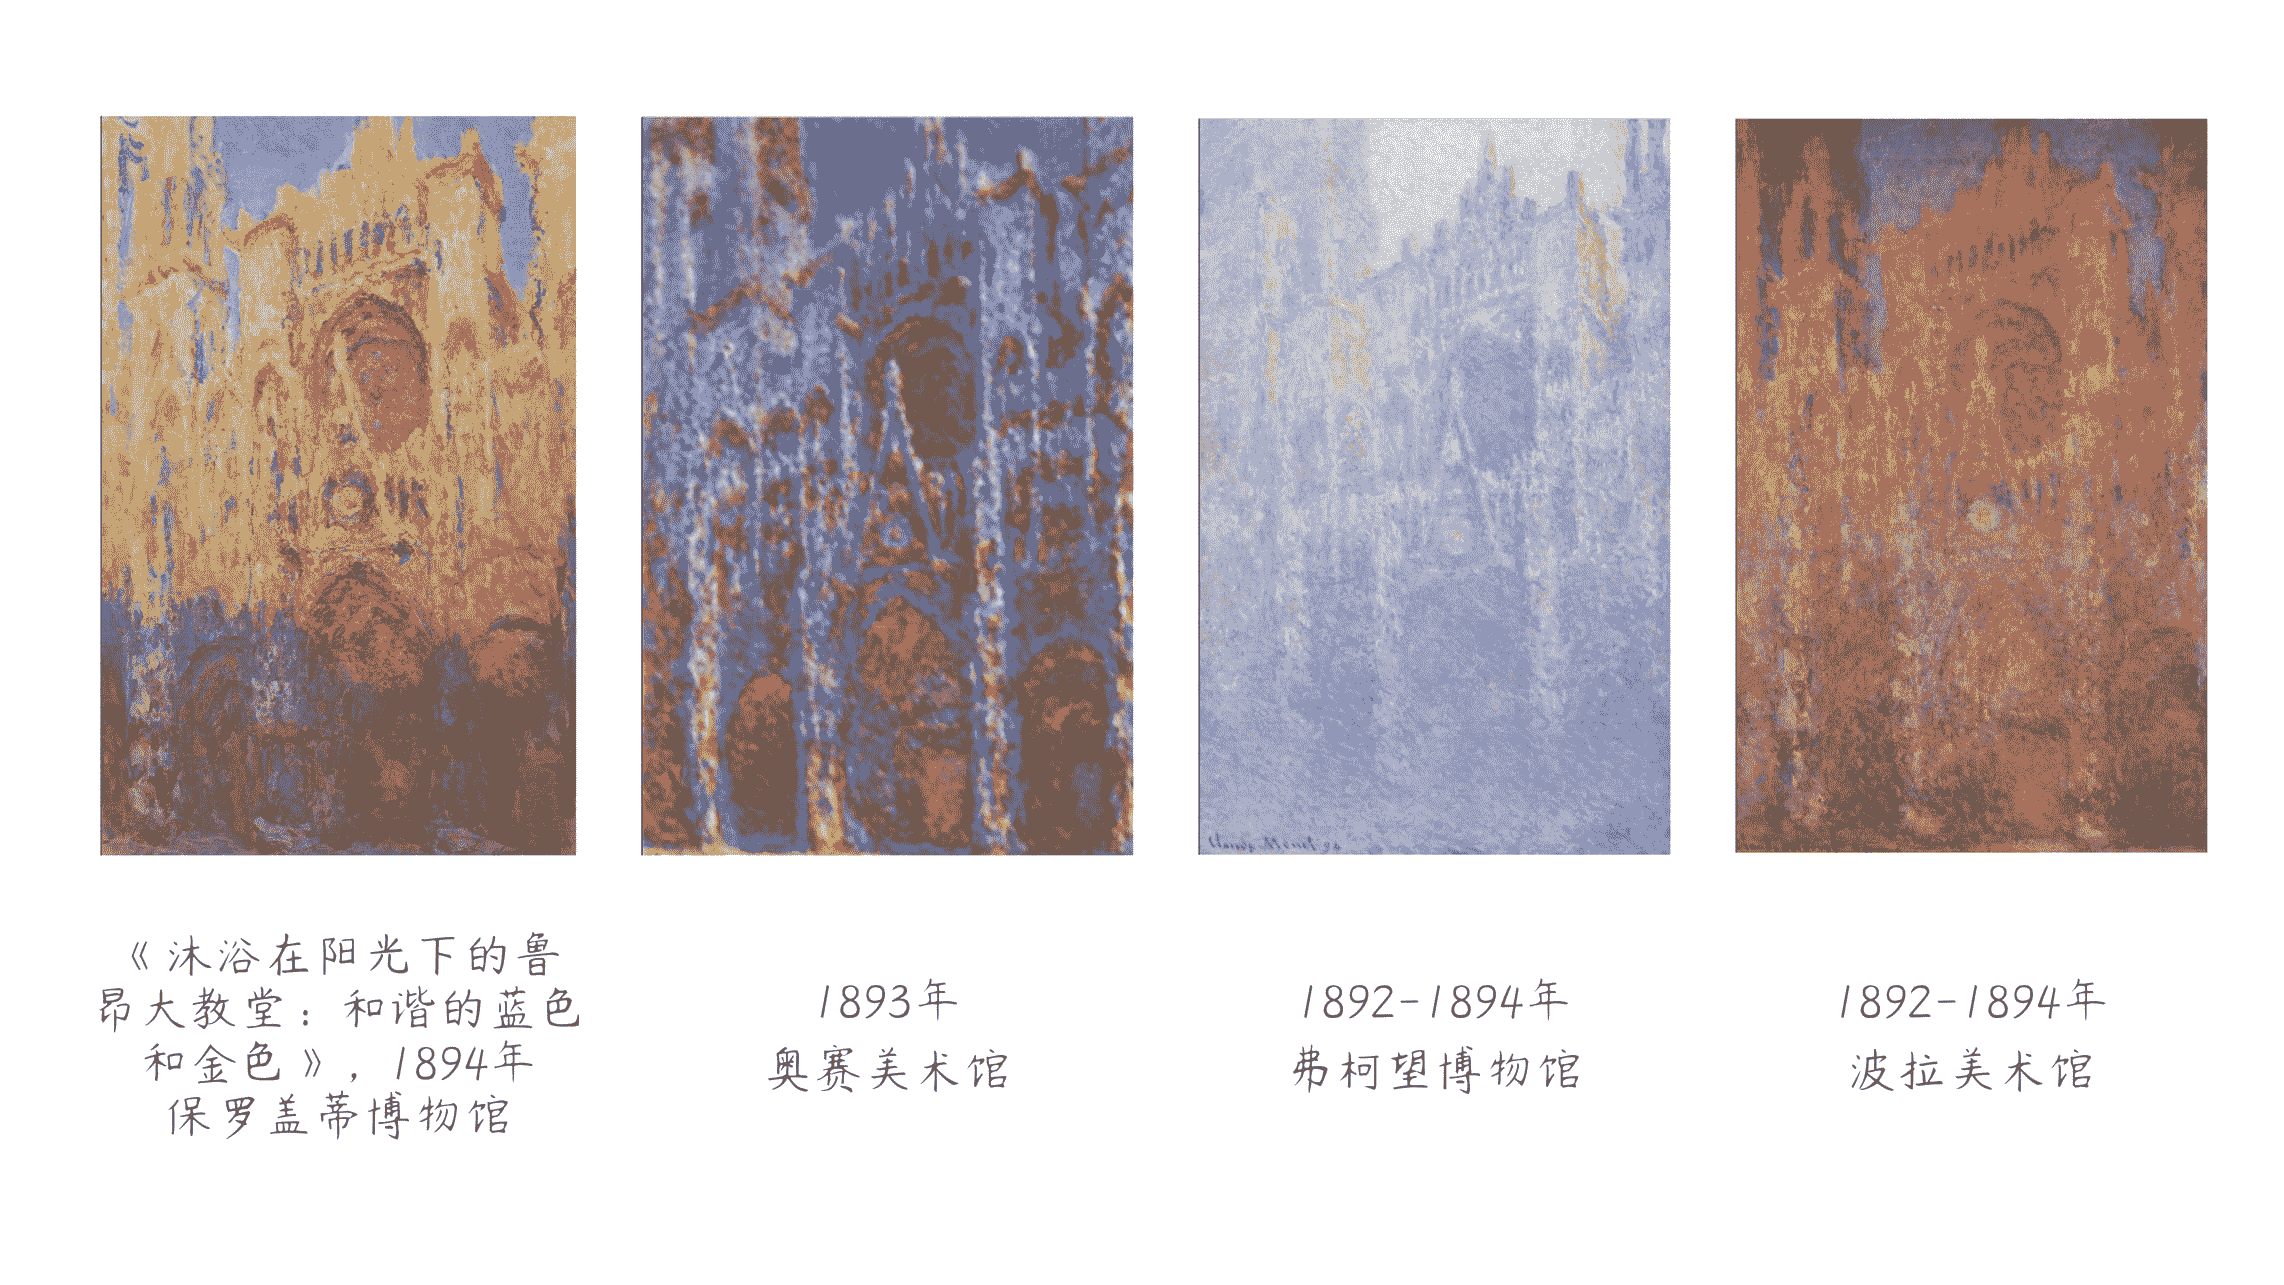 《沐浴在阳光下的鲁
昂大教堂：和谐的蓝色
和金色》，1894年
保罗盖蒂博物馆
1893年
奥赛美术馆
Claude Monet 94
1892-1894年
弗柯望博物馆
1892-1894年
波拉美术馆